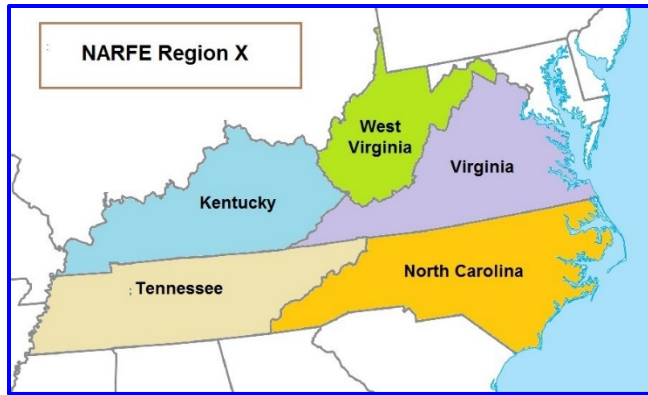 NARFE Region X
West
Virginia
Virginia
Kentucky
North Carolina
Tennessee